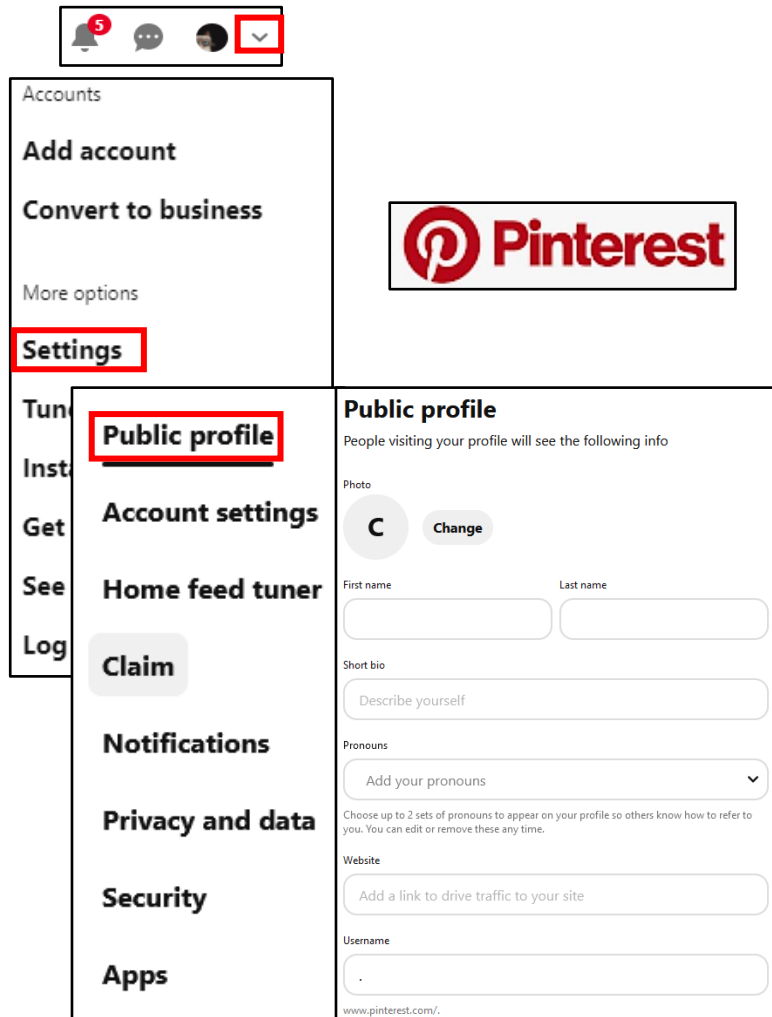 5
Accounts
Add account
Convert to business
Pinterest
More options
Settings
Tun
Insta
Get
See
Log
Public profile
Account settings
Home feed tuner
Claim
Notifications
Privacy and data
Security
Apps
Public profile
People visiting your profile will see the following info
Photo
C
Change
First name
Last name
Short bio
Describe yourself
Pronouns
Add your pronouns
Choose up to 2 sets of pronouns to appear on your profile so others know how to refer to
you. You can edit or remove these any time.
Website
Add a link to drive traffic to your site
Username
.
www.pinterest.com/.